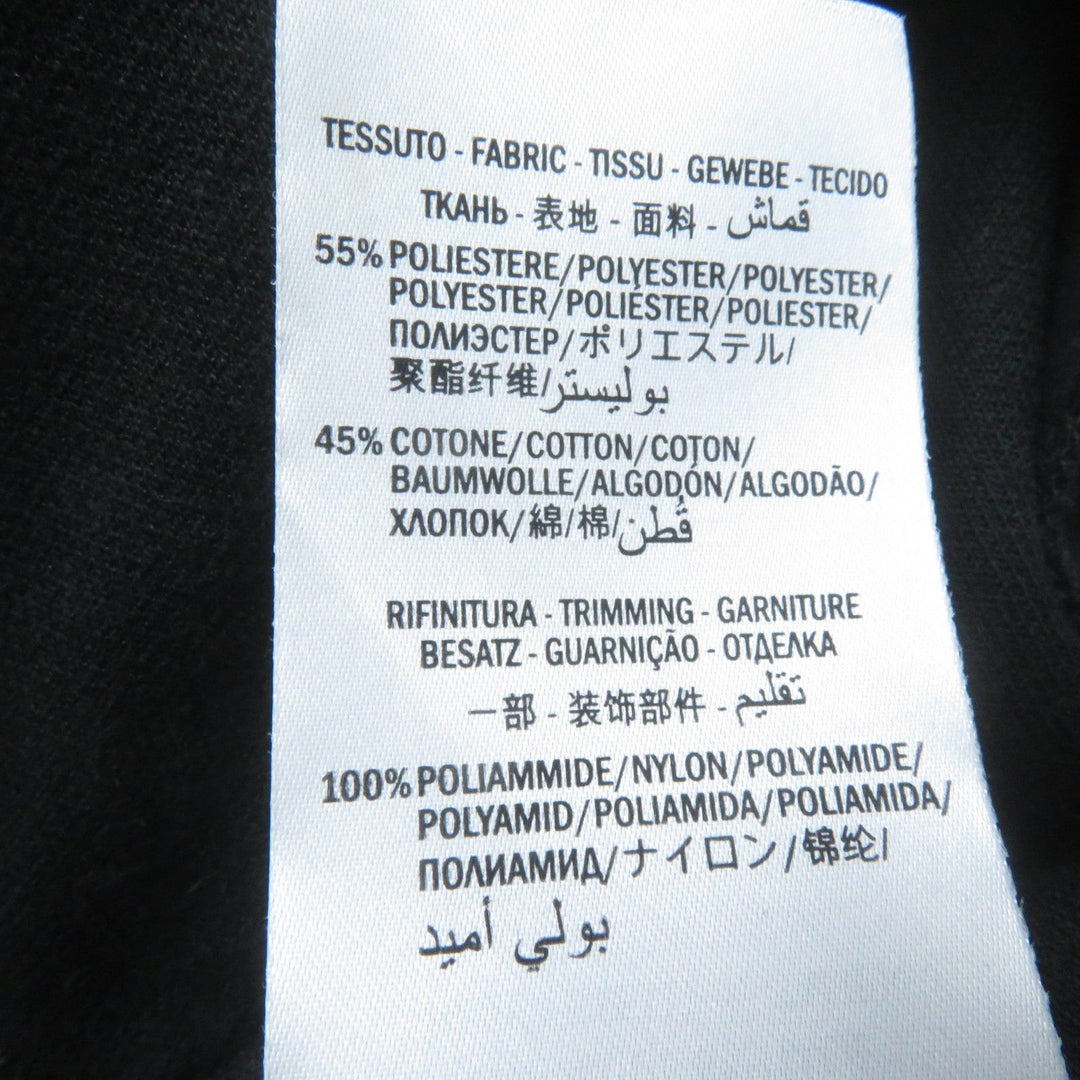 TESSUTO - FABRIC - TISSU - GEWEBE - TECIDO
ТКАНЬ - 表地 - 面料 - قماش
55% POLIESTERE/POLYESTER/POLYESTER/
POLYESTER/POLIÉSTER/POLIESTER/
ПОЛИЭСТЕР/ポリエステル/
聚酯纤维/بوليستر
45% COTONE/COTTON/COTON/
BAUMWOLLE/ALGODÓN/ALGODÃO/
ХЛОПОК/綿/棉/قُطن
RIFINITURA - TRIMMING - GARNITURE
BESATZ - GUARNIÇÃO - ОТДЕЛКА
一部 - 装饰部件 - تقليم
100% POLIAMMIDE/NYLON/POLYAMIDE/
POLYAMID/POLIAMIDA/POLIAMIDA/
ПОЛИАМИД/ナイロン/锦纶/
بولي أميد